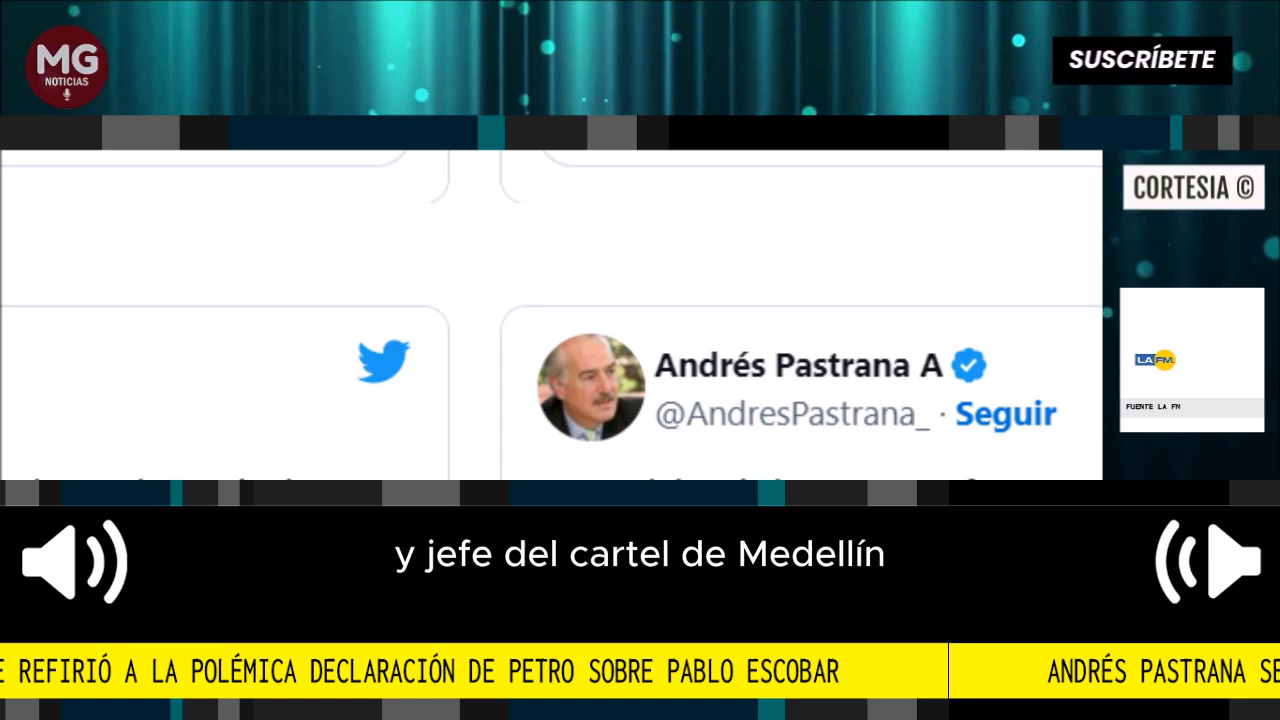 MG
NOTICIAS
SUSCRÍBETE
CORTESIA ©
Andrés Pastrana A
@AndresPastrana_ · Seguir
LA FM
FUENTE LA FN
y jefe del cartel de Medellín
E REFIRIÓ A LA POLÉMICA DECLARACIÓN DE PETRO SOBRE PABLO ESCOBAR
ANDRÉS PASTRANA SE